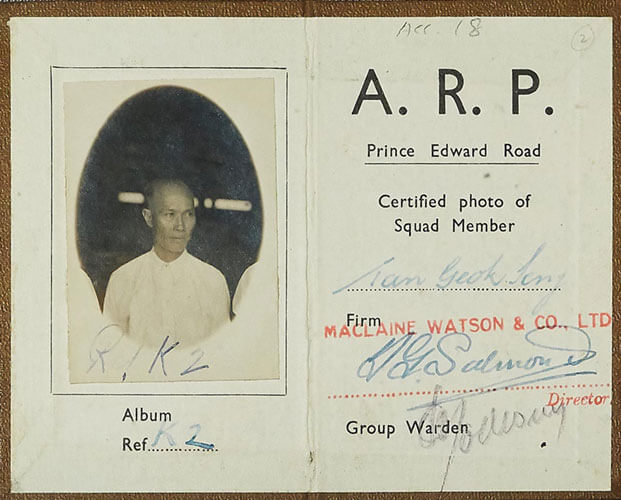 Acc. 18
2
A. R. P.
Prince Edward Road
Certified photo of
Squad Member
Tan Geok Seng
Firm
MACLAINE WATSON & CO., LTD
Salmond
Director
Group Warden
R/K2
Album
Ref. K2